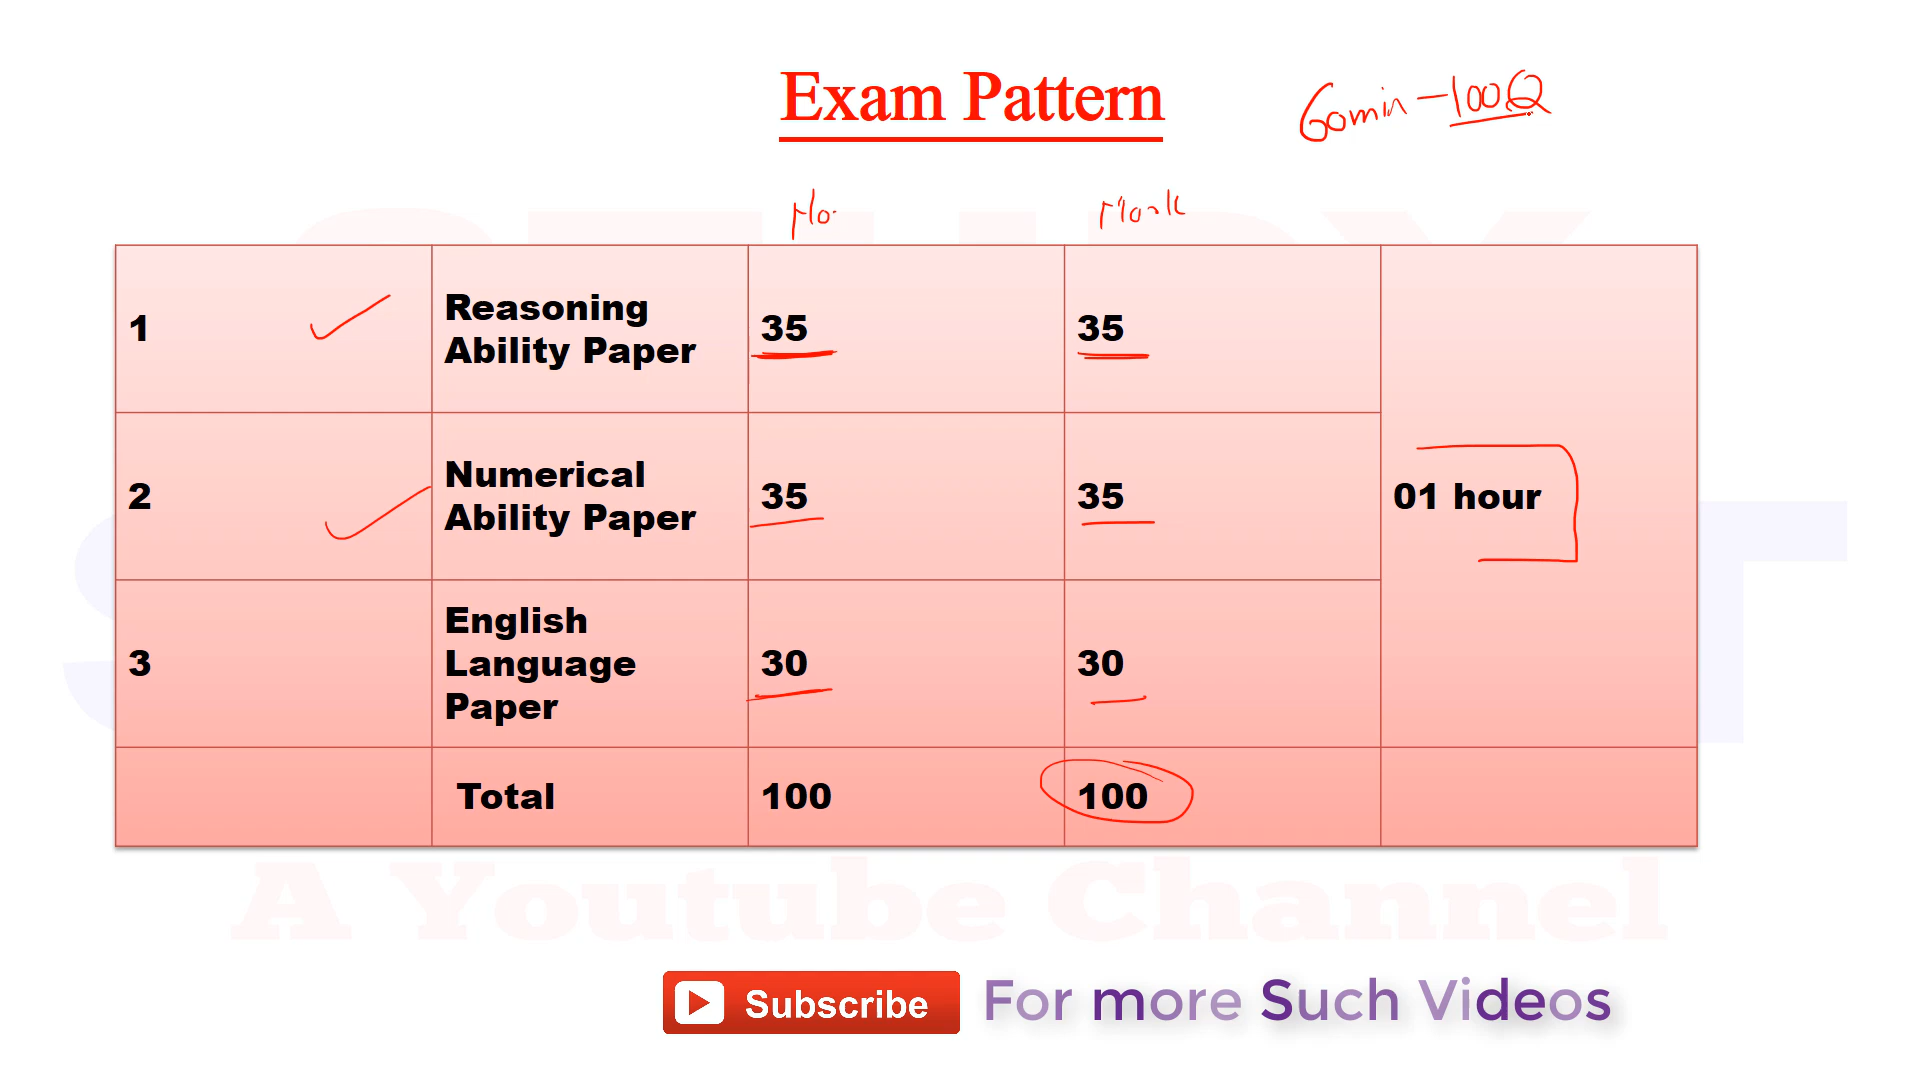 Exam Pattern
60min-100Q
No.
Mark
1
Reasoning
Ability Paper
35
35
2
Numerical
Ability Paper
35
35
01 hour
3
English
Language
Paper
30
30
Total
100
100
A Youtube Channel
Subscribe
For more Such Videos